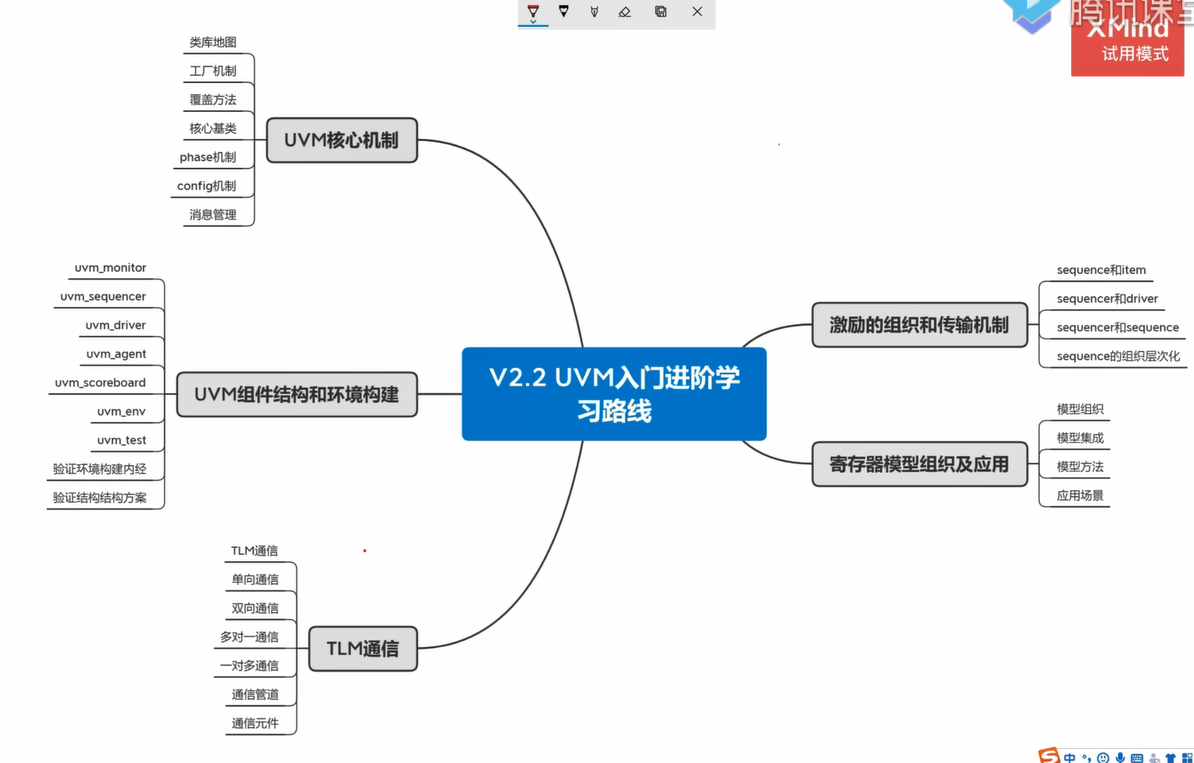 腾讯课堂
XMind
试用模式
类库地图
工厂机制
覆盖方法
核心基类
phase机制
config机制
消息管理
UVM核心机制
uvm_monitor
uvm_sequencer
uvm_driver
uvm_agent
uvm_scoreboard
uvm_env
uvm_test
验证环境构建内经
验证结构结构方案
UVM组件结构和环境构建
TLM通信
单向通信
双向通信
多对一通信
一对多通信
通信管道
通信元件
TLM通信
V2.2 UVM入门进阶学
习路线
激励的组织和传输机制
sequence和item
sequencer和driver
sequencer和sequence
sequence的组织层次化
寄存器模型组织及应用
模型组织
模型集成
模型方法
应用场景
中